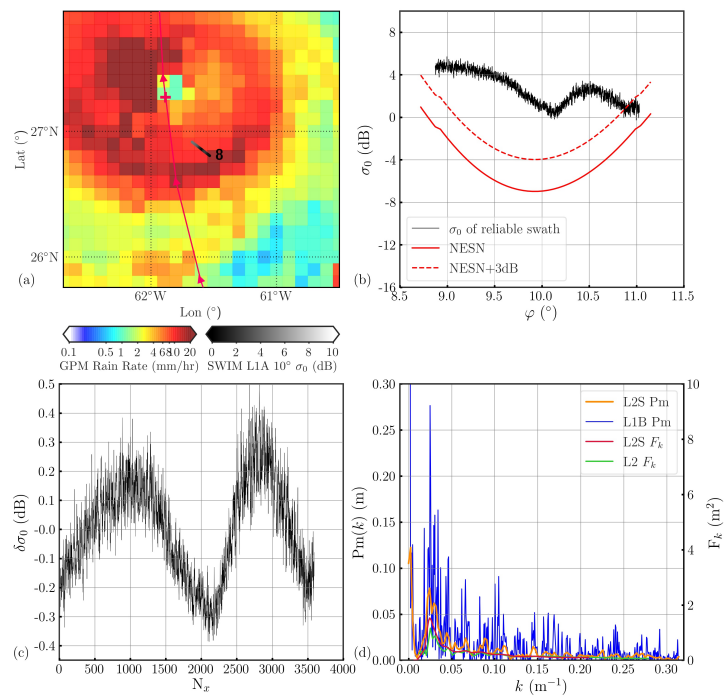 Lat (°)
27°N
26°N
8
(a)
62°W
61°W
Lon (°)
0.1 0.5 1 2 4 6 8 10 20
GPM Rain Rate (mm/hr)
0 2 4 6 8 10
SWIM L1A 10° σ₀ (dB)
σ₀ (dB)
8
4
0
-4
-8
-12
-16
σ₀ of reliable swath
NESN
NESN+3dB
(b)
8.5 9.0 9.5 10.0 10.5 11.0 11.5
φ (°)
δσ₀ (dB)
0.5
0.4
0.3
0.2
0.1
-0.0
-0.1
-0.2
-0.3
-0.4
(c)
0 500 1000 1500 2000 2500 3000 3500 4000
Nₓ
Pm(k) (m)
0.30
0.25
0.20
0.15
0.10
0.05
0.00
L2S Pm
L1B Pm
L2S Fₖ
L2 Fₖ
10
8
6
4
2
0
Fₖ (m²)
(d)
0.00 0.05 0.10 0.15 0.20 0.25 0.30
k (m⁻¹)